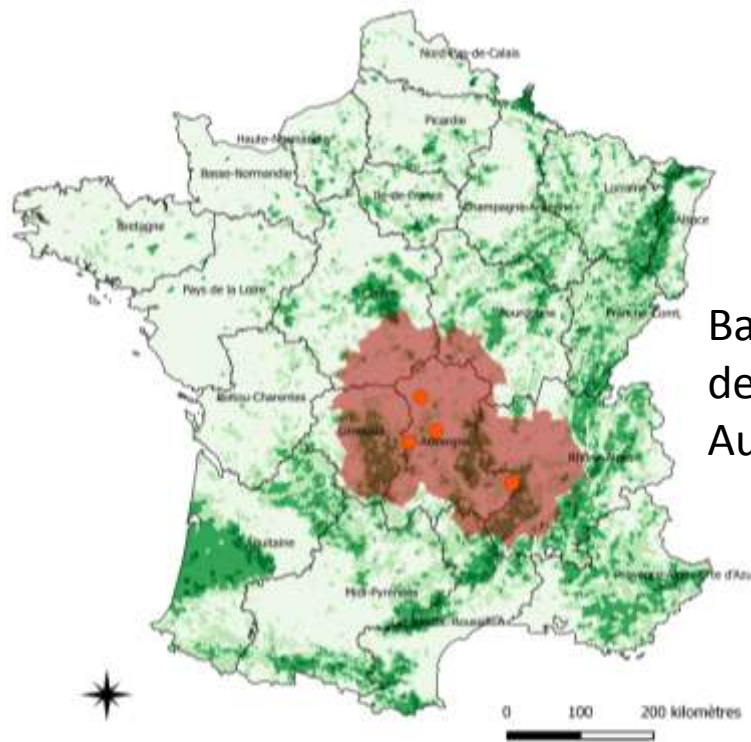 Nord-Pas-de-Calais
Picardie
Haute-Normandie
Basse-Normandie
Ile-de-France
Lorraine
Champagne-Ardenne
Alsace
Bretagne
Pays de la Loire
Centre
Bourgogne
Franche-Comt,
Ba
de
Au
Poitou-Charentes
Limousin
Auvergne
Rhône-Alpes
Aquitaine
Midi-Pyrénées
0 100 200 kilomètres